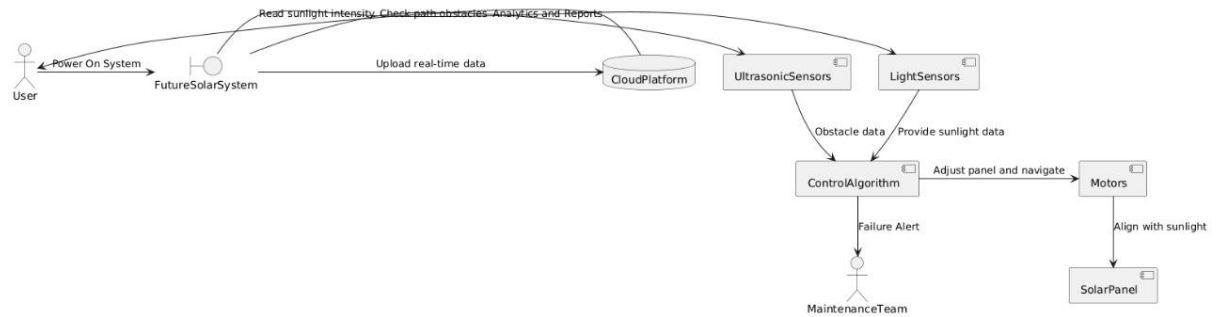 Read sunlight intensity Check path obstacles Analytics and Reports
Power On System
Upload real-time data
User
FutureSolarSystem
CloudPlatform
UltrasonicSensors
LightSensors
Obstacle data
Provide sunlight data
ControlAlgorithm
Adjust panel and navigate
Motors
Failure Alert
Align with sunlight
MaintenanceTeam
SolarPanel